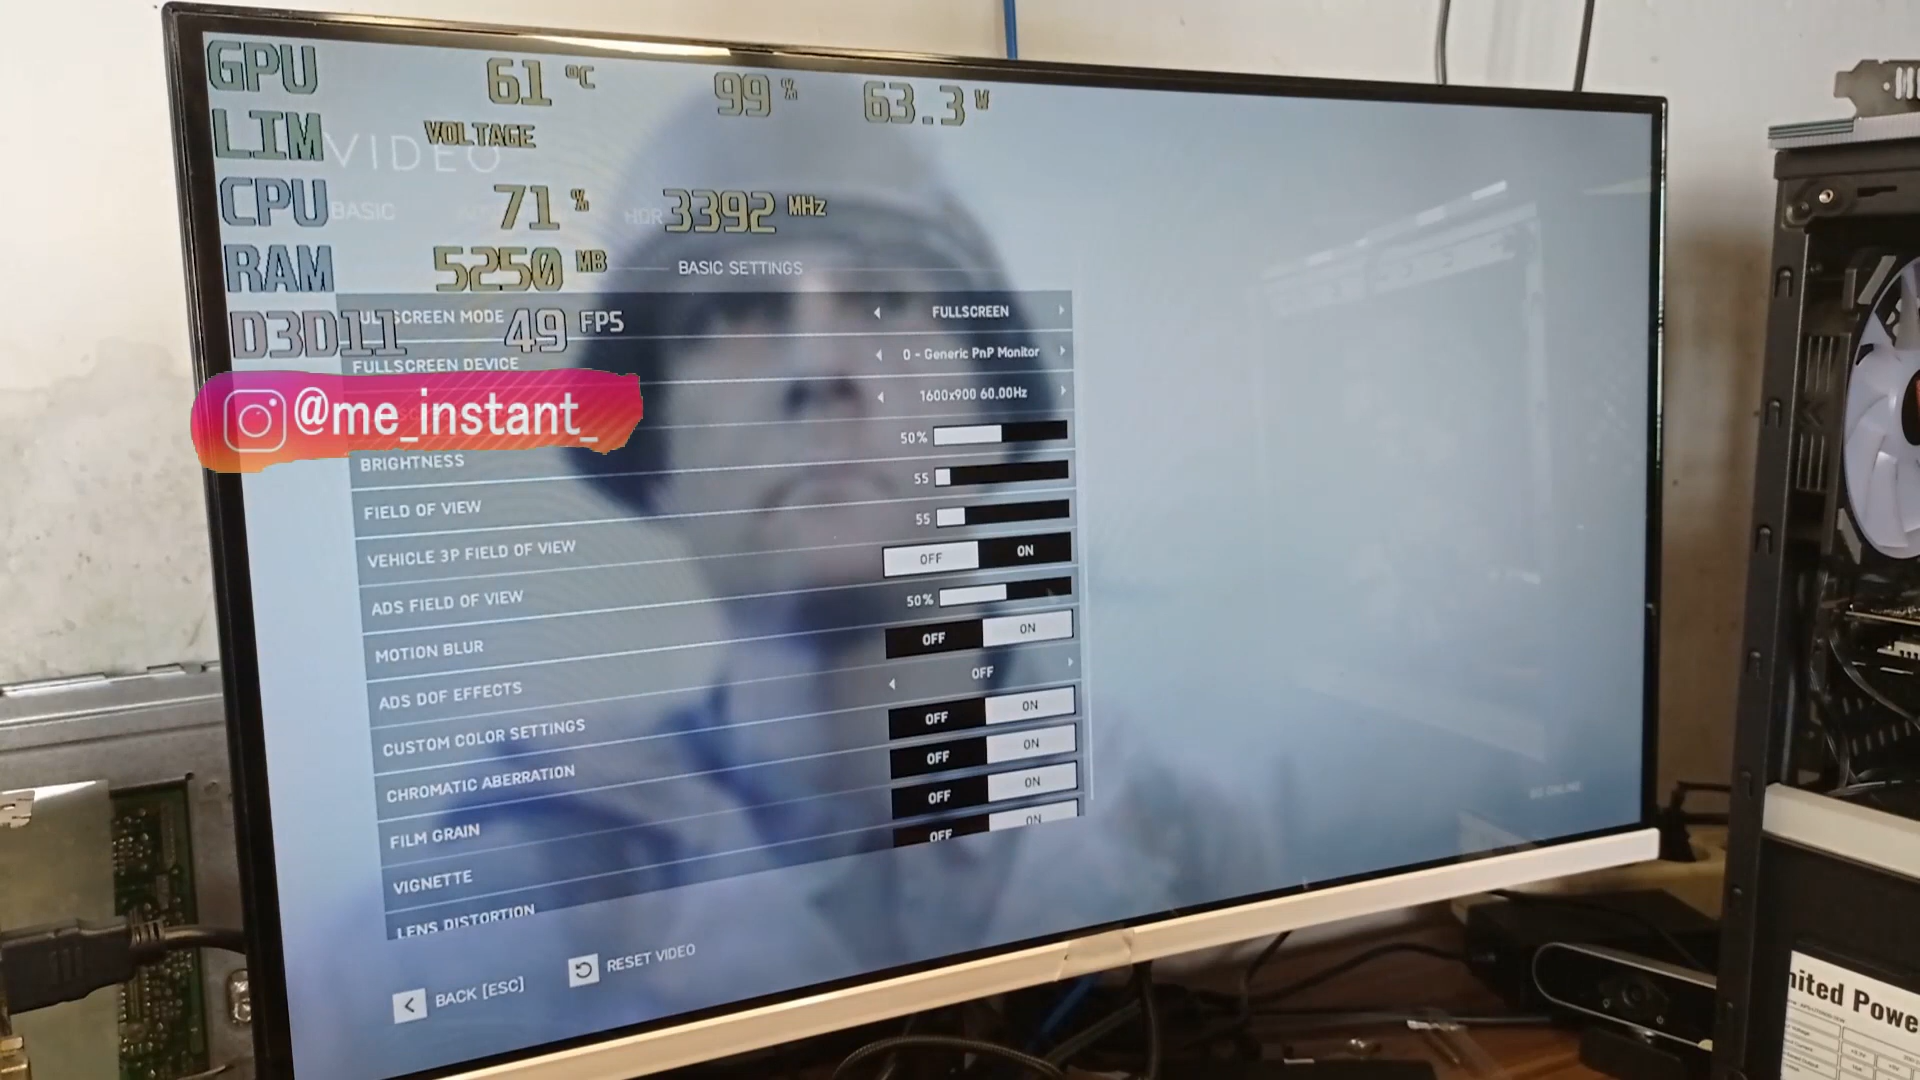 GPU 61 °C 99 % 63.3 W
LIM VOLTAGE
VIDEO
CPU 71 % 3392 MHz
BASIC HDR
RAM 5250 MB
BASIC SETTINGS
D3D11 49 FPS
FULLSCREEN MODE FULLSCREEN
FULLSCREEN DEVICE 0 - Generic PnP Monitor
@me_instant_
1600x900 60.00Hz
BRIGHTNESS 50%
FIELD OF VIEW 55
VEHICLE 3P FIELD OF VIEW 55
ADS FIELD OF VIEW OFF ON
MOTION BLUR 50%
ADS DOF EFFECTS OFF ON
CUSTOM COLOR SETTINGS OFF
CHROMATIC ABERRATION OFF ON
FILM GRAIN OFF ON
VIGNETTE OFF ON
LENS DISTORTION OFF ON
BACK [ESC] RESET VIDEO
nited Powe